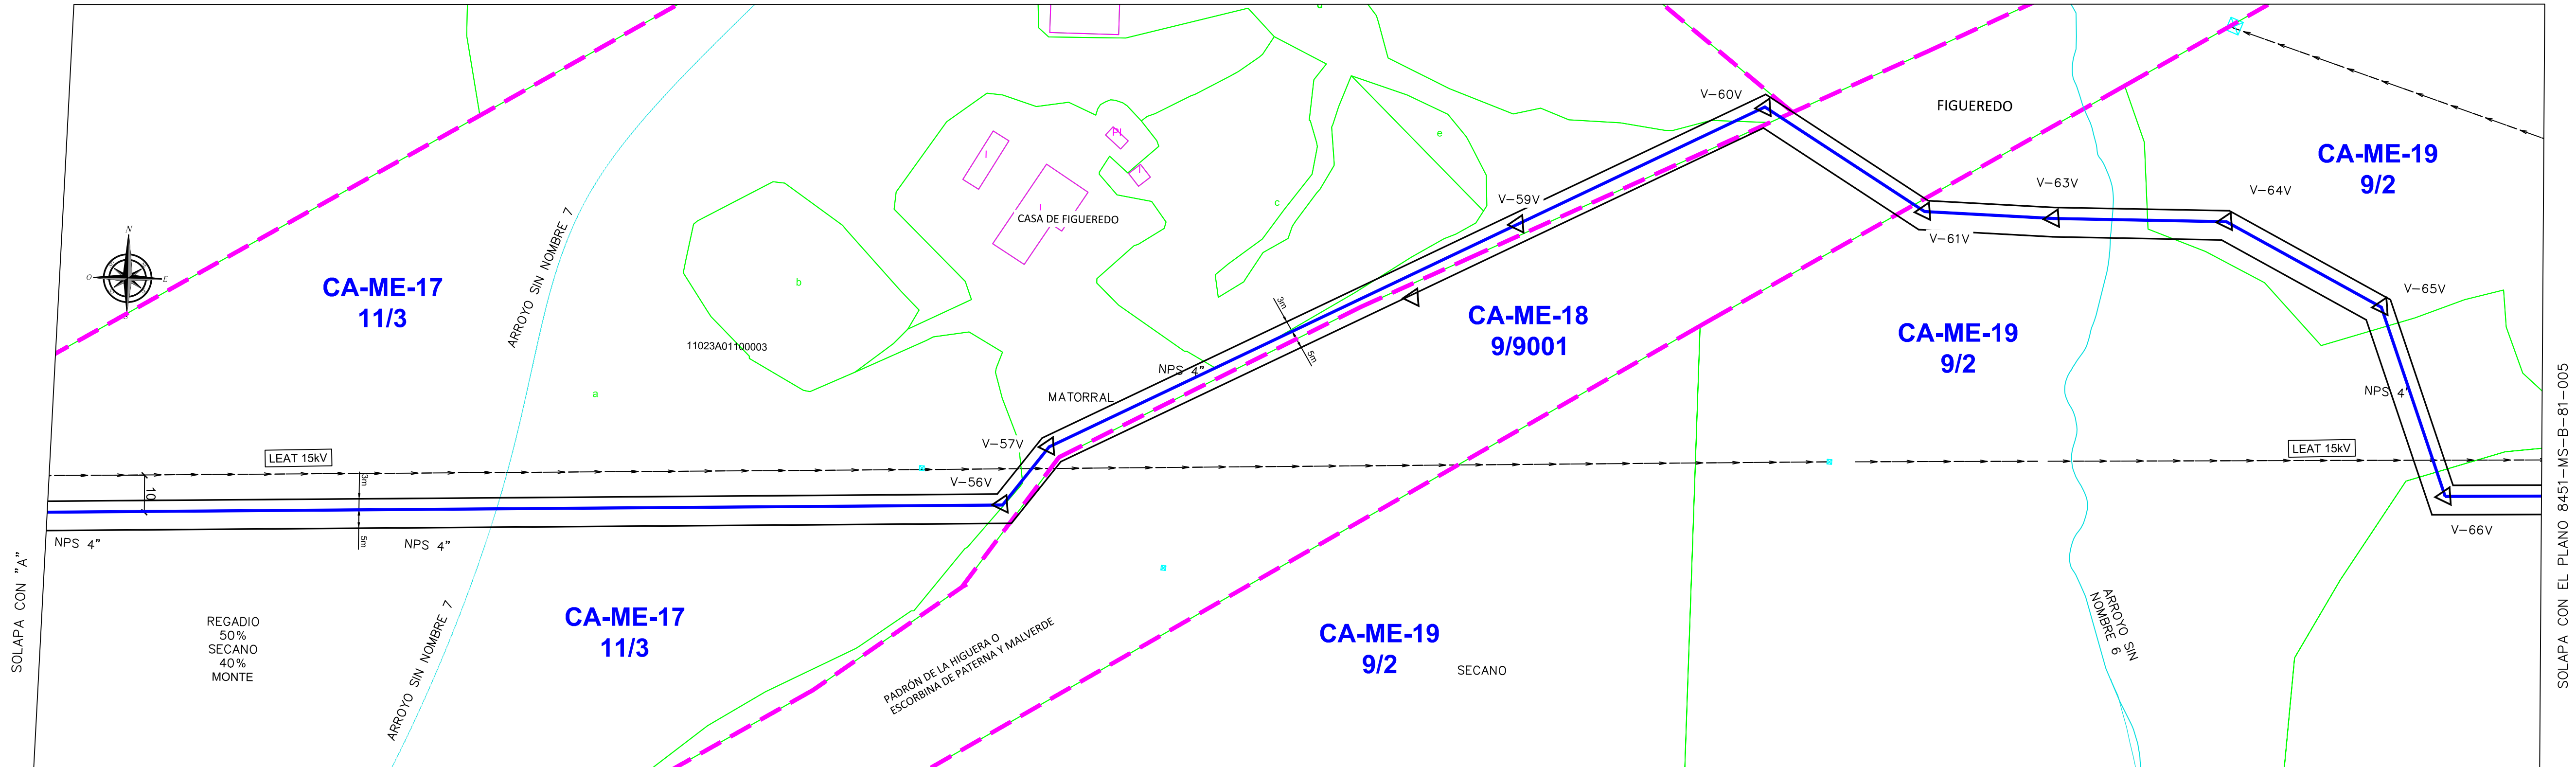 V-60V
FIGUEREDO
CA-ME-19
9/2
V-63V
V-64V
V-59V
V-61V
N
O
E
S
I
PI
I
I
CASA DE FIGUEREDO
e
c
b
d
CA-ME-17
11/3
ARROYO SIN NOMBRE 7
11023A01100003
a
3m
5m
CA-ME-18
9/9001
CA-ME-19
9/2
V-65V
NPS 4"
MATORRAL
NPS 4"
V-57V
LEAT 15kV
LEAT 15kV
V-56V
10
3m
5m
V-66V
NPS 4"
NPS 4"
SOLAPA CON "A"
REGADIO
50%
SECANO
40%
MONTE
ARROYO SIN NOMBRE 7
CA-ME-17
11/3
PADRÓN DE LA HIGUERA O
ESCORBINA DE PATERNA Y MALVERDE
CA-ME-19
9/2
SECANO
ARROYO SIN
NOMBRE 6
SOLAPA CON EL PLANO 8451-MS-B-81-005